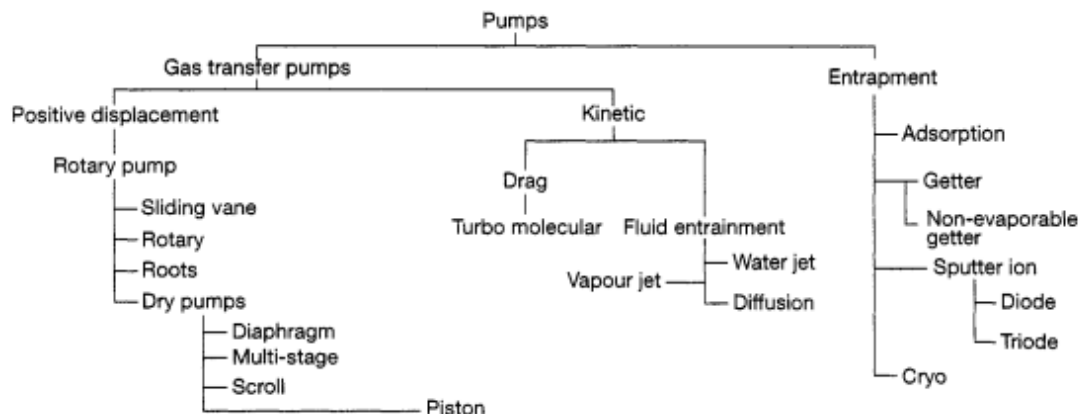 Pumps
Gas transfer pumps
Entrapment
Positive displacement
Kinetic
Adsorption
Rotary pump
Drag
Getter
Sliding vane
Turbo molecular
Fluid entrainment
Non-evaporable
getter
Rotary
Water jet
Sputter ion
Roots
Vapour jet
Dry pumps
Diffusion
Diode
Diaphragm
Triode
Multi-stage
Cryo
Scroll
Piston